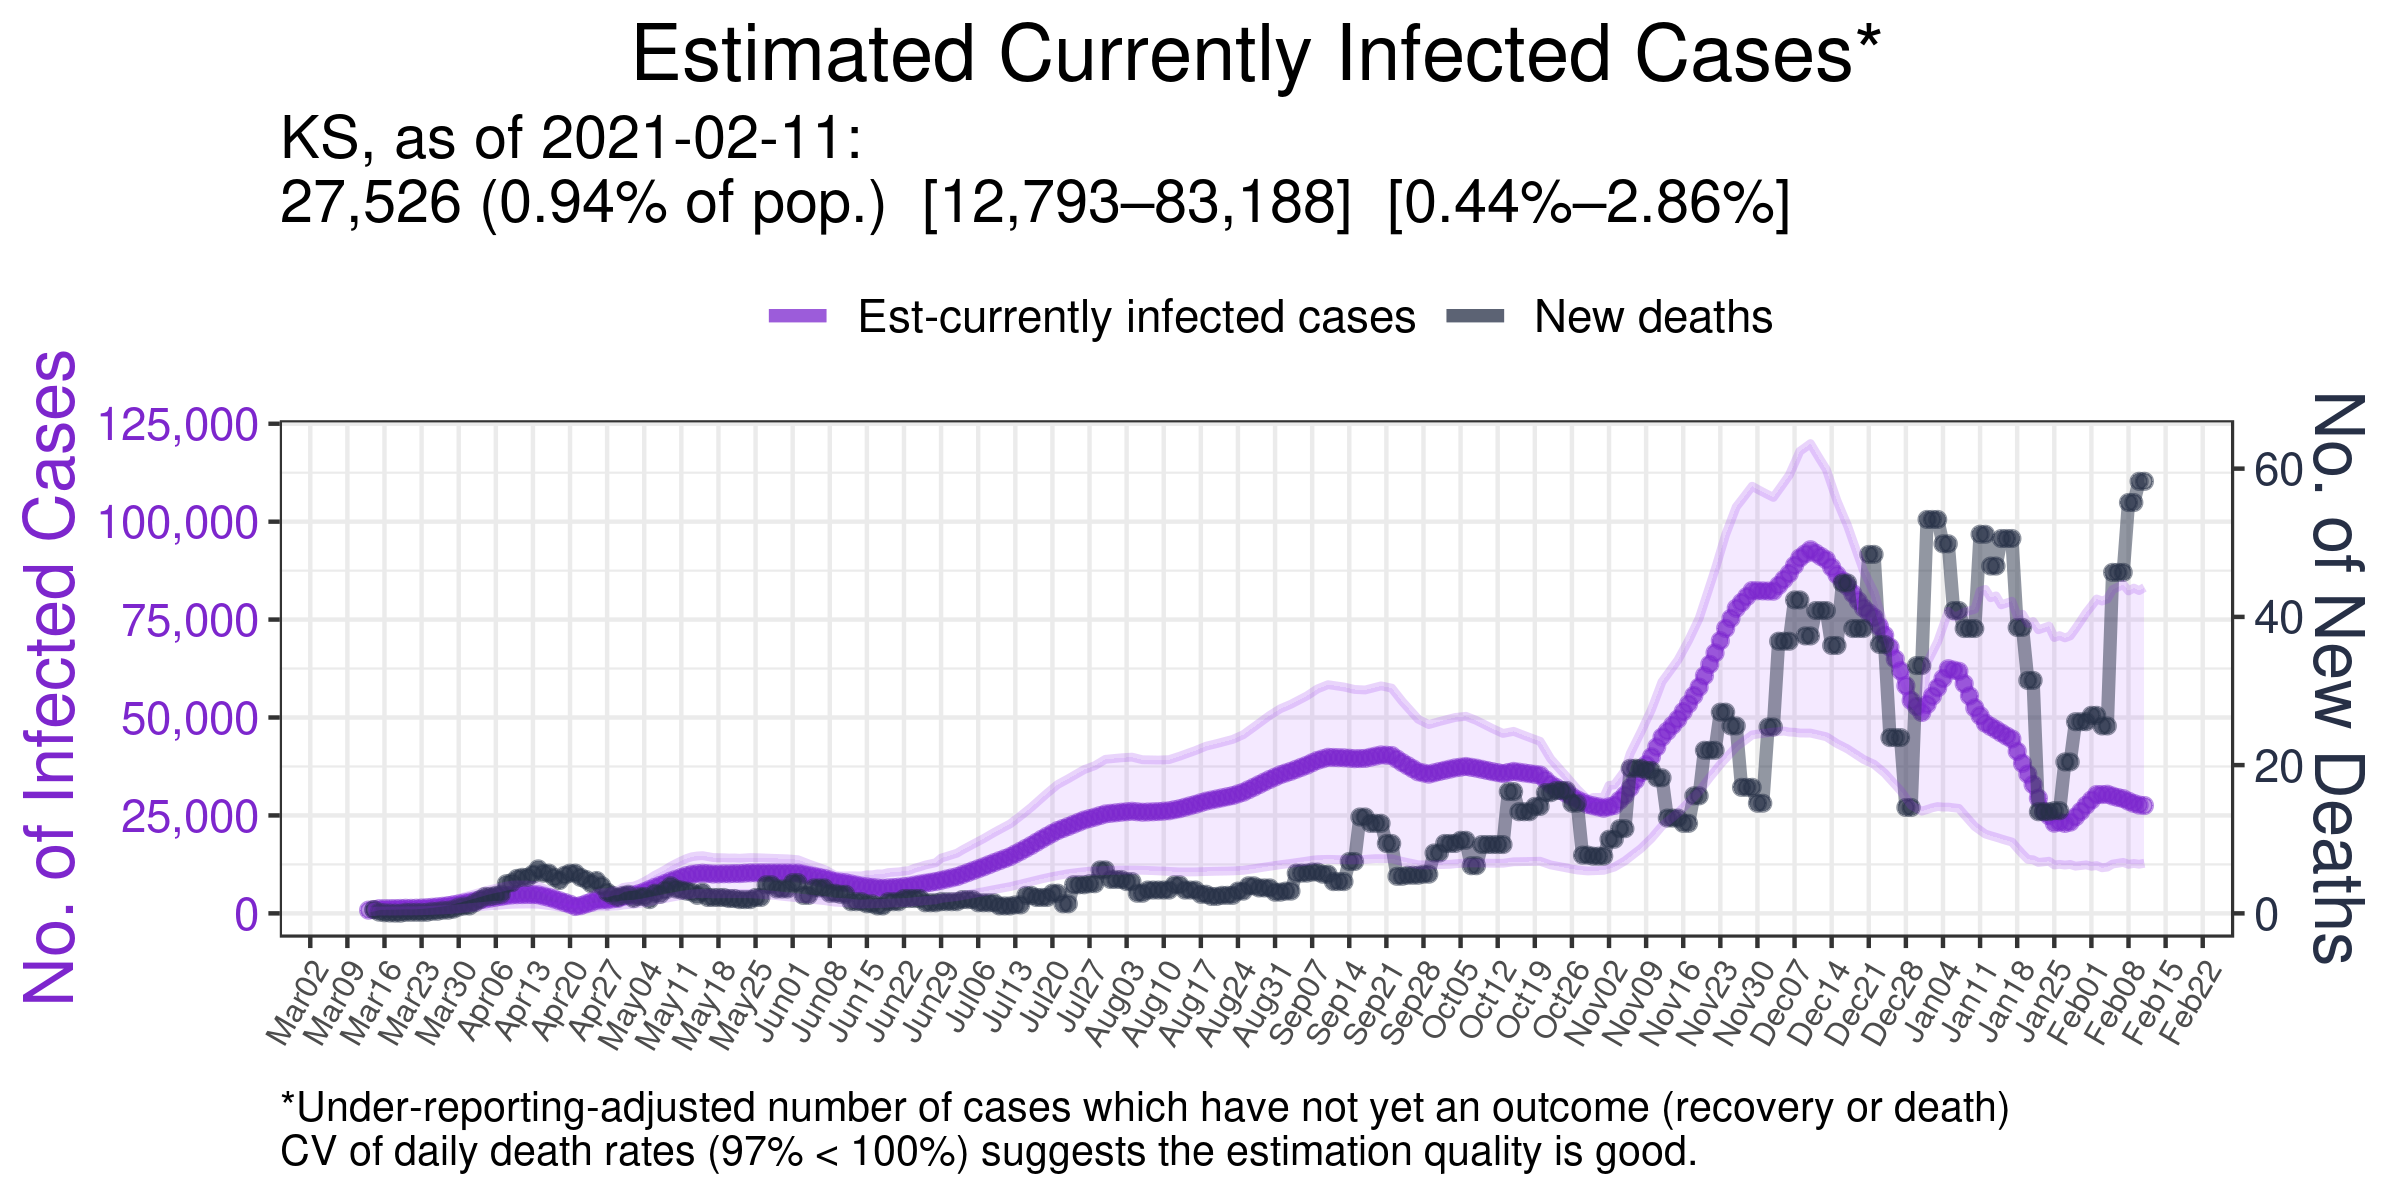 Estimated Currently Infected Cases*
KS, as of 2021-02-11:
27,526 (0.94% of pop.) [12,793–83,188] [0.44%–2.86%]
Est-currently infected cases
New deaths
No. of Infected Cases
125,000
100,000
75,000
50,000
25,000
0
60
40
20
0
No. of New Deaths
Mar02
Mar09
Mar16
Mar23
Mar30
Apr06
Apr13
Apr20
Apr27
May04
May11
May18
May25
Jun01
Jun08
Jun15
Jun22
Jun29
Jul06
Jul13
Jul20
Jul27
Aug03
Aug10
Aug17
Aug24
Aug31
Sep07
Sep14
Sep21
Sep28
Oct05
Oct12
Oct19
Oct26
Nov02
Nov09
Nov16
Nov23
Nov30
Dec07
Dec14
Dec21
Dec28
Jan04
Jan11
Jan18
Jan25
Feb01
Feb08
Feb15
Feb22
*Under-reporting-adjusted number of cases which have not yet an outcome (recovery or death)
CV of daily death rates (97% < 100%) suggests the estimation quality is good.